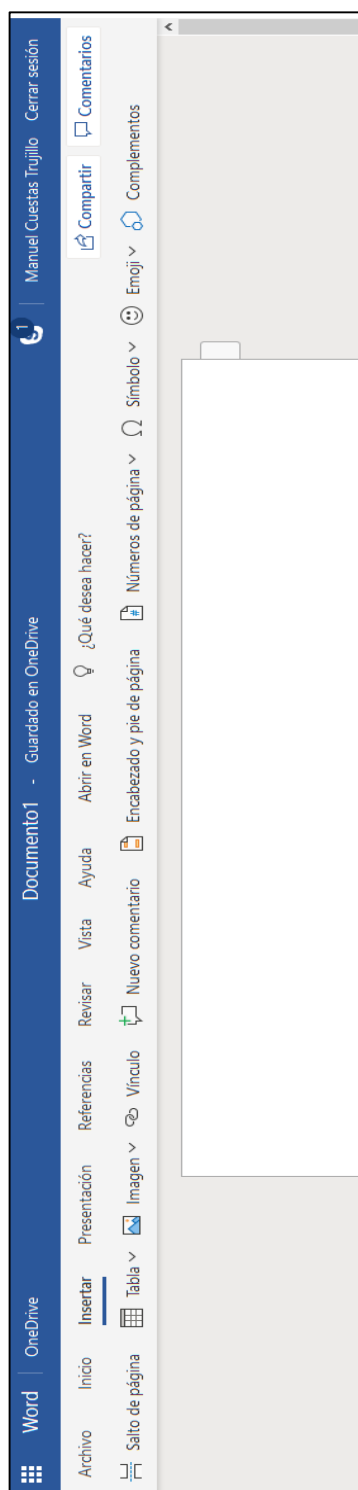 Word OneDrive Documento1 - Guardado en OneDrive 1 Manuel Cuestas Trujillo Cerrar sesión
Archivo Inicio Insertar Presentación Referencias Revisar Vista Ayuda Abrir en Word ¿Qué desea hacer? Compartir Comentarios
Salto de página Tabla Imagen Vínculo Nuevo comentario Encabezado y pie de página # Números de página Ω Símbolo Emoji Complementos